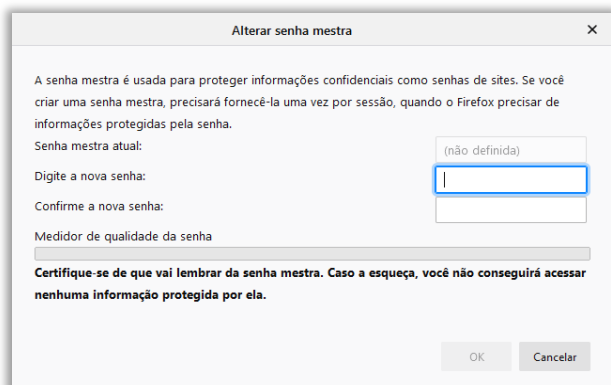 Alterar senha mestra
A senha mestra é usada para proteger informações confidenciais como senhas de sites. Se você
criar uma senha mestra, precisará fornecê-la uma vez por sessão, quando o Firefox precisar de
informações protegidas pela senha.
Senha mestra atual:
(não definida)
Digite a nova senha:
Confirme a nova senha:
Medidor de qualidade da senha
Certifique-se de que vai lembrar da senha mestra. Caso a esqueça, você não conseguirá acessar
nenhuma informação protegida por ela.
OK
Cancelar